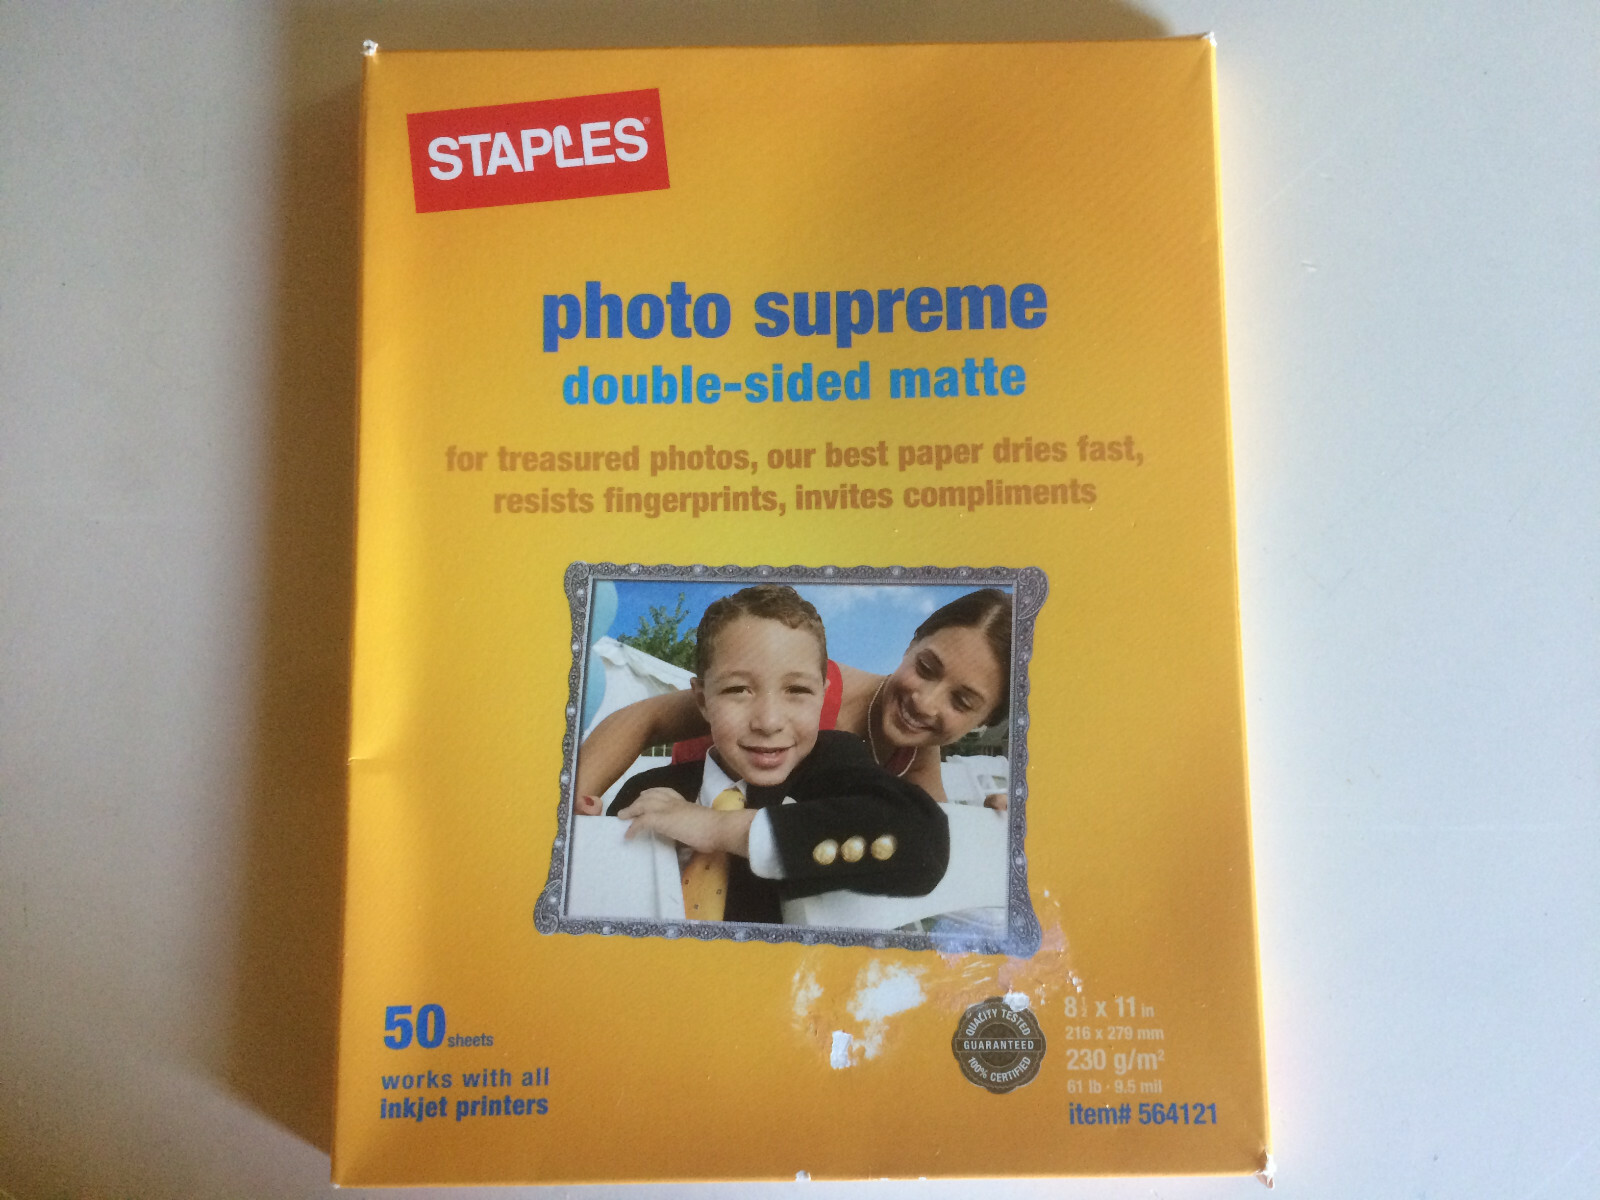 STAPLES®
photo supreme
double-sided matte
for treasured photos, our best paper dries fast,
resists fingerprints, invites compliments
50 sheets
works with all
inkjet printers
QUALITY TESTED
GUARANTEED
100% CERTIFIED
8½ x 11 in
216 x 279 mm
230 g/m²
61 lb · 9.5 mil
item# 564121